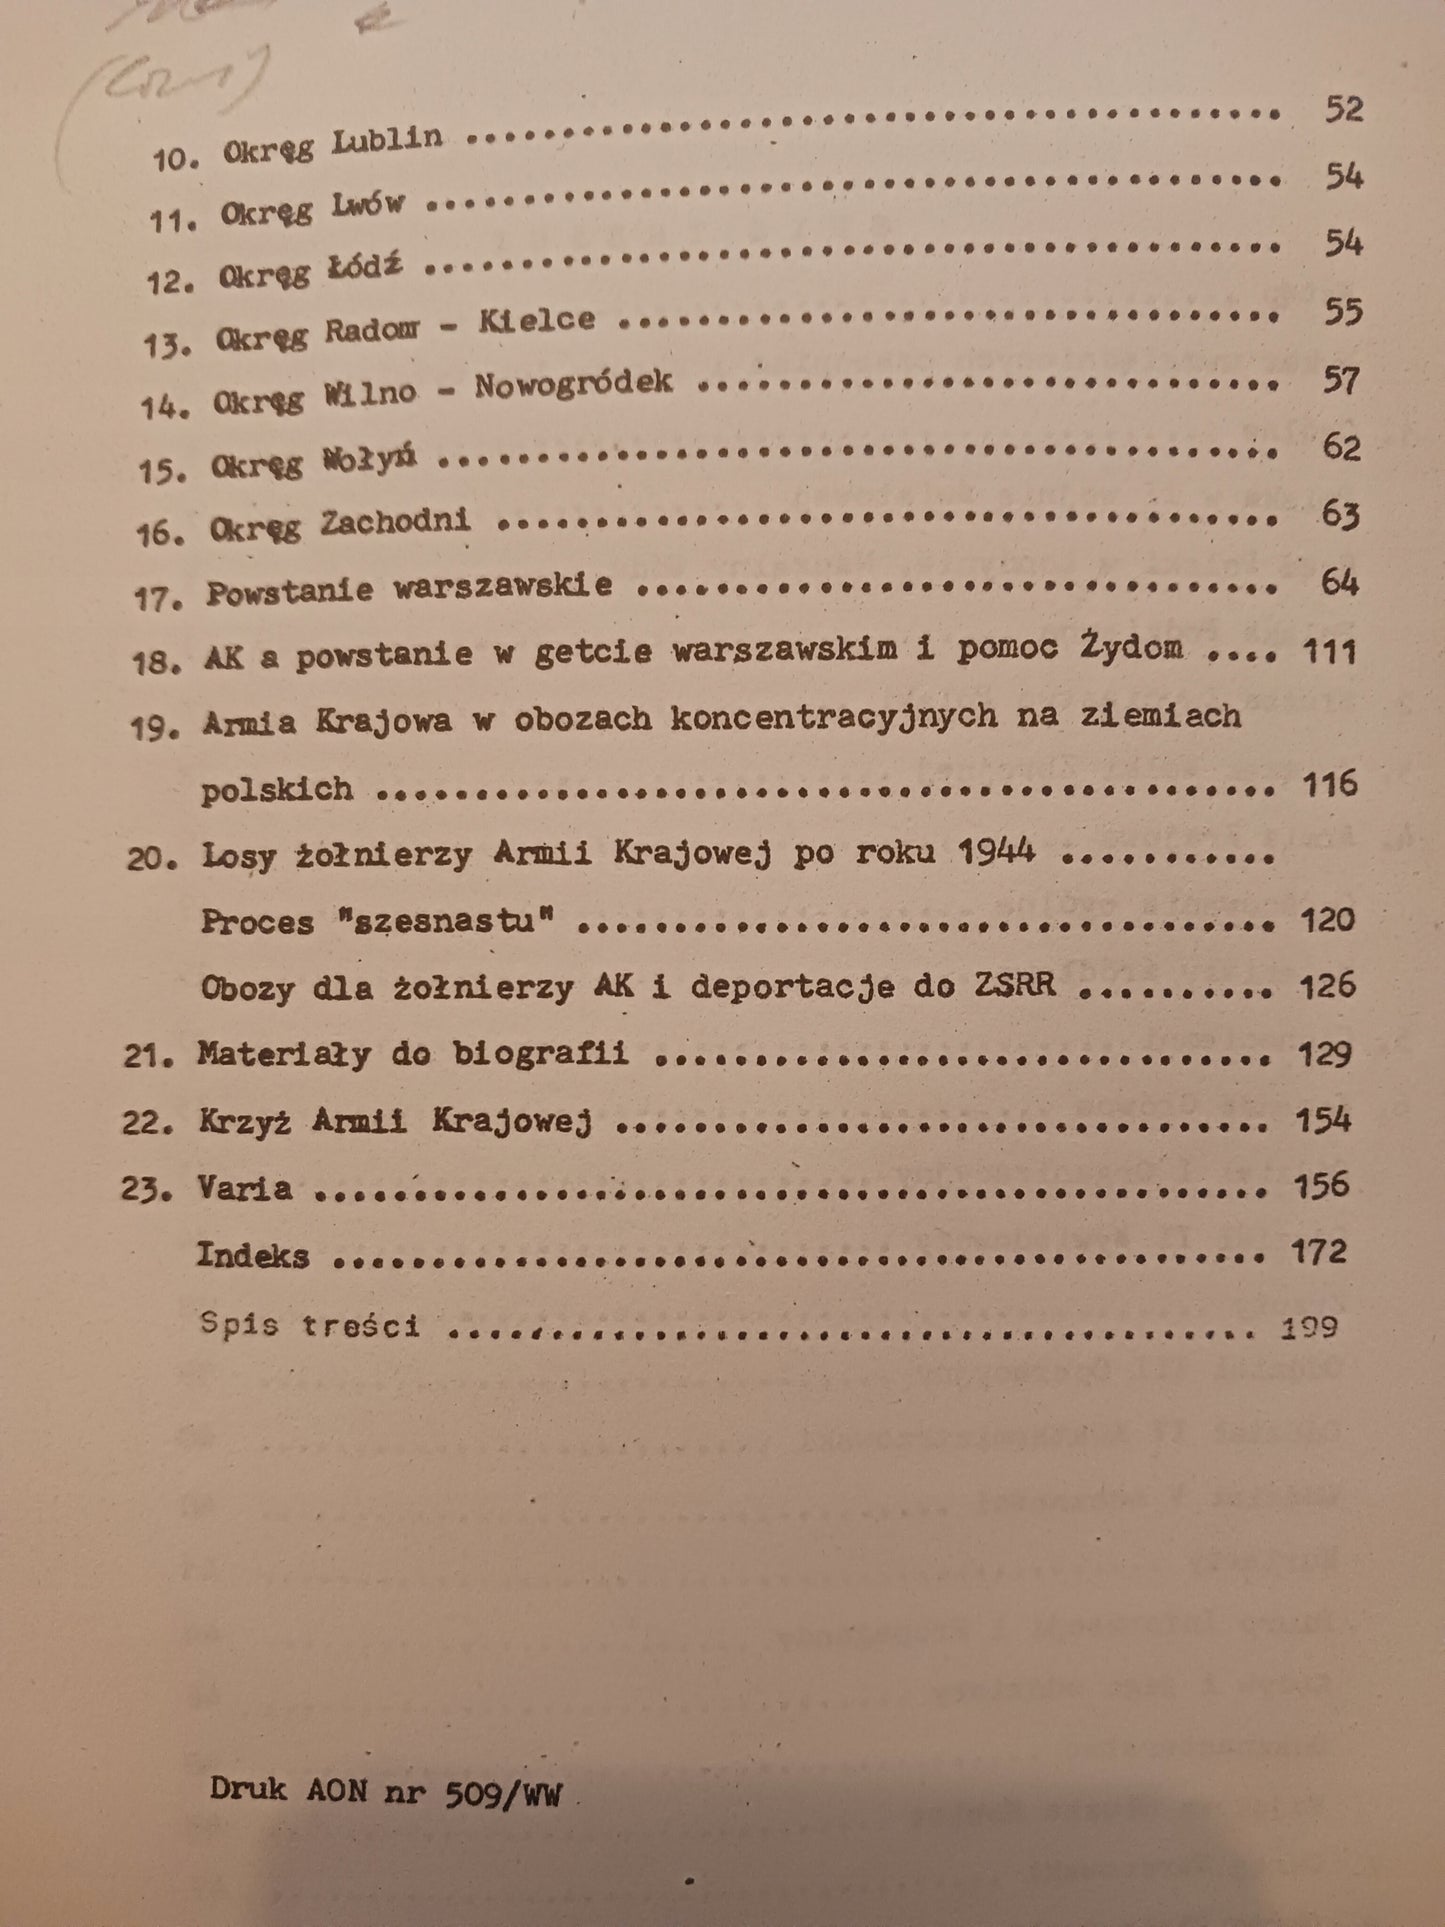 10. Okręg Lublin ......................................... 52
11. Okręg Lwów ........................................... 54
12. Okręg Łódź ........................................... 54
13. Okręg Radom - Kielce ................................. 55
14. Okręg Wilno - Nowogródek ............................. 57
15. Okręg Wołyń .......................................... 62
16. Okręg Zachodni ....................................... 63
17. Powstanie warszawskie ................................ 64
18. AK a powstanie w getcie warszawskim i pomoc Żydom .... 111
19. Armia Krajowa w obozach koncentracyjnych na ziemiach
polskich ............................................. 116
20. Losy żołnierzy Armii Krajowej po roku 1944 ...........
Proces "szesnastu" ................................... 120
Obozy dla żołnierzy AK i deportacje do ZSRR .......... 126
21. Materiały do biografii ............................... 129
22. Krzyż Armii Krajowej ................................. 154
23. Varia ................................................ 156
Indeks ............................................... 172
Spis treści ......................................... 199
Druk AON nr 509/WW